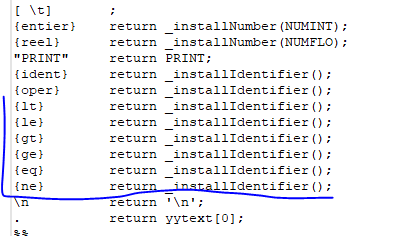 [ \t] ;
{entier} return _installNumber(NUMINT);
{reel} return _installNumber(NUMFLO);
"PRINT" return PRINT;
{ident} return _installIdentifier();
{oper} return _installIdentifier();
{lt} return _installIdentifier();
{le} return _installIdentifier();
{gt} return _installIdentifier();
{ge} return _installIdentifier();
{eq} return _installIdentifier();
{ne} return _installIdentifier();
\n return '\n';
. return yytext[0];
%%